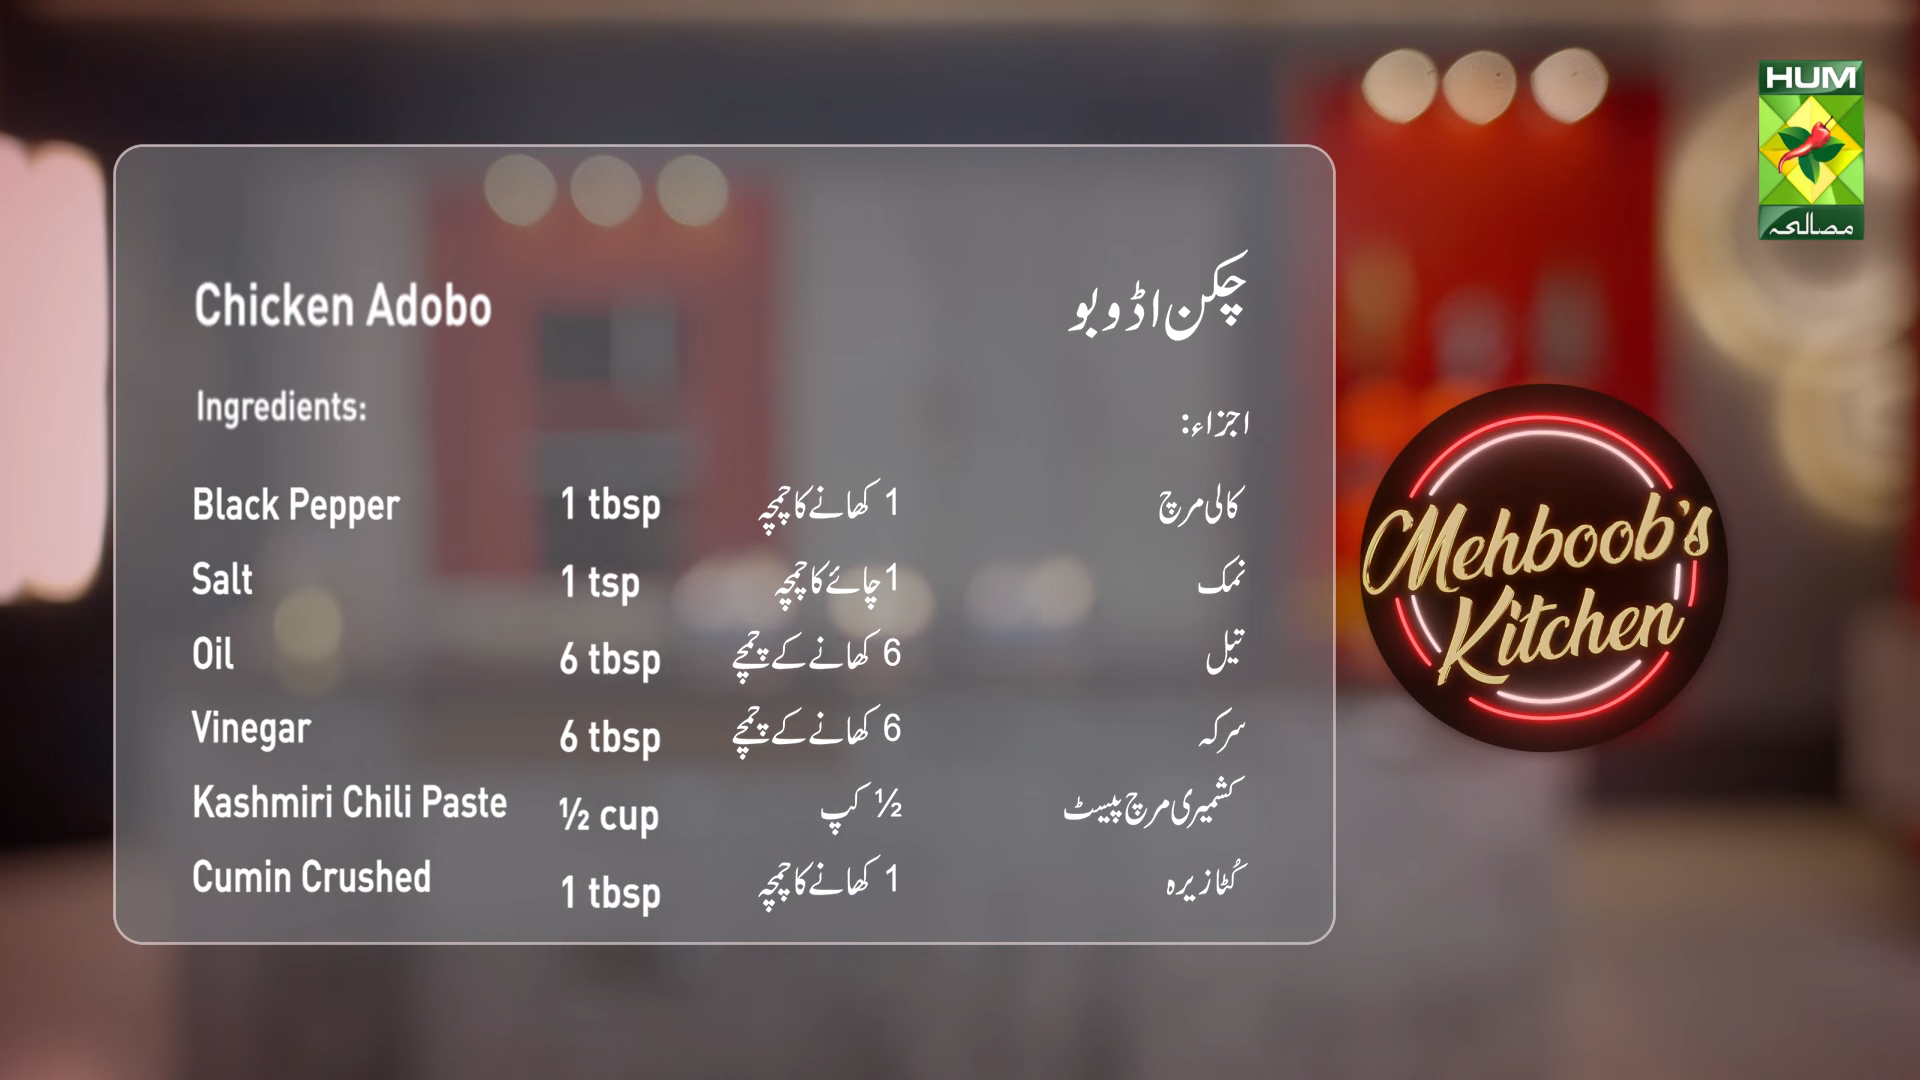 HUM
مصالحہ
Chicken Adobo چکن اڈوبو
Ingredients: اجزاء:
Black Pepper 1 tbsp 1 کھانے کا چمچہ کالی مرچ
Salt 1 tsp 1 چائے کا چمچہ نمک
Oil 6 tbsp 6 کھانے کے چمچے تیل
Vinegar 6 tbsp 6 کھانے کے چمچے سرکہ
Kashmiri Chili Paste ½ cup ½ کپ کشمیری مرچ پیسٹ
Cumin Crushed 1 tbsp 1 کھانے کا چمچہ کُٹا زیرہ
Mehboob's
Kitchen